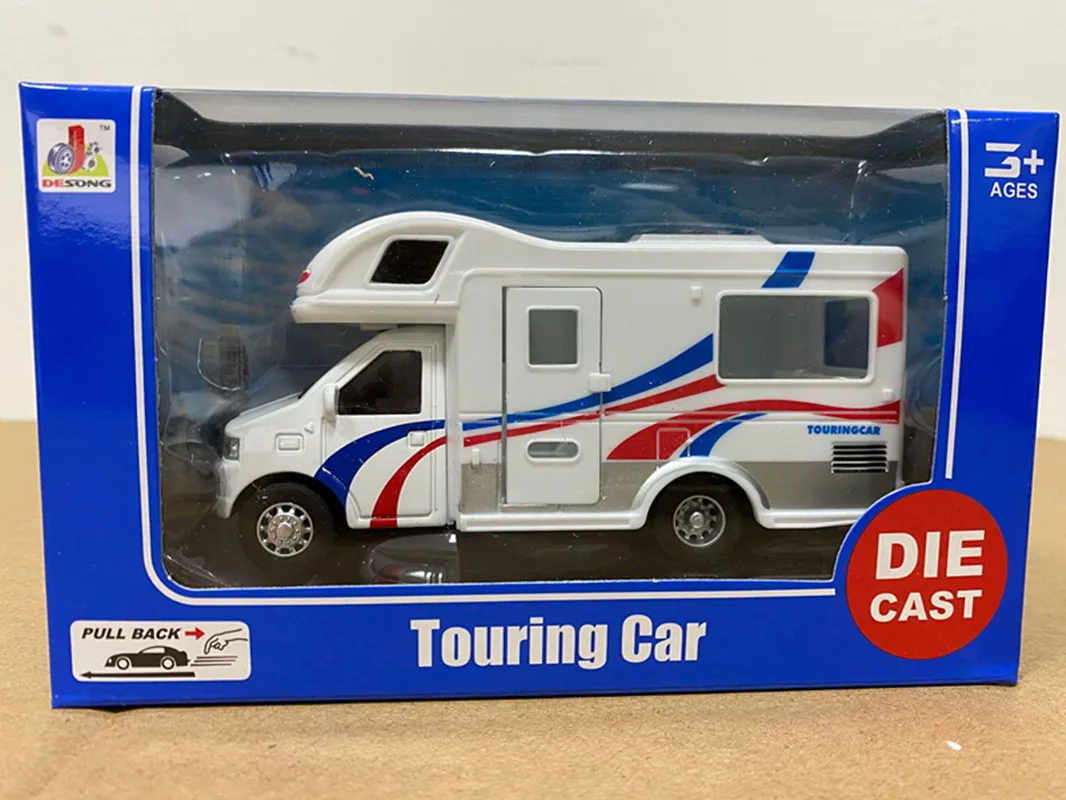 TM
DESONG
3+
AGES
TOURINGCAR
DIE
CAST
PULL BACK
Touring Car